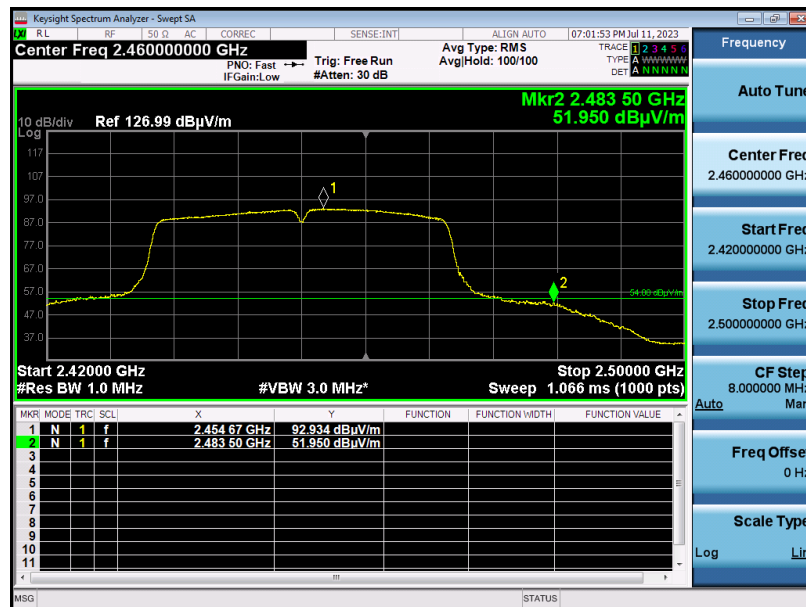 Keysight Spectrum Analyzer - Swept SA
LXI RL RF 50 Ω AC CORREC SENSE:INT ALIGN AUTO 07:01:53 PM Jul 11, 2023
Center Freq 2.460000000 GHz
PNO: Fast
IFGain:Low
Trig: Free Run
#Atten: 30 dB
Avg Type: RMS
Avg|Hold: 100/100
TRACE 1 2 3 4 5 6
TYPE A WWWWW
DET A N N N N N
Mkr2 2.483 50 GHz
51.950 dBµV/m
10 dB/div Ref 126.99 dBµV/m
Log
117
107
97.0
87.0
77.0
67.0
57.0
47.0
37.0
1
2
54.00 dBµV/m
Start 2.42000 GHz Stop 2.50000 GHz
#Res BW 1.0 MHz #VBW 3.0 MHz* Sweep 1.066 ms (1000 pts)
MKR MODE TRC SCL X Y FUNCTION FUNCTION WIDTH FUNCTION VALUE
1 N 1 f 2.454 67 GHz 92.934 dBµV/m
2 N 1 f 2.483 50 GHz 51.950 dBµV/m
3
4
5
6
7
8
9
10
11
MSG STATUS
Frequency
Auto Tune
Center Freq
2.460000000 GHz
Start Freq
2.420000000 GHz
Stop Freq
2.500000000 GHz
CF Step
8.000000 MHz
Auto Man
Freq Offset
0 Hz
Scale Type
Log Lin